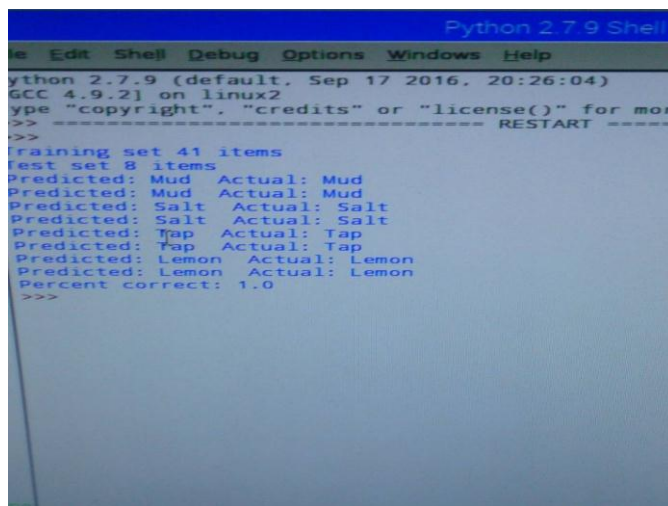 Python 2.7.9 Shell
le Edit Shell Debug Options Windows Help
ython 2.7.9 (default, Sep 17 2016, 20:26:04)
GCC 4.9.2] on linux2
ype "copyright", "credits" or "license()" for mor
>> ================================ RESTART =====
>>>
Training set 41 items
Test set 8 items
Predicted: Mud Actual: Mud
Predicted: Mud Actual: Mud
Predicted: Salt Actual: Salt
Predicted: Salt Actual: Salt
Predicted: Tap Actual: Tap
Predicted: Tap Actual: Tap
Predicted: Lemon Actual: Lemon
Predicted: Lemon Actual: Lemon
Percent correct: 1.0
>>>